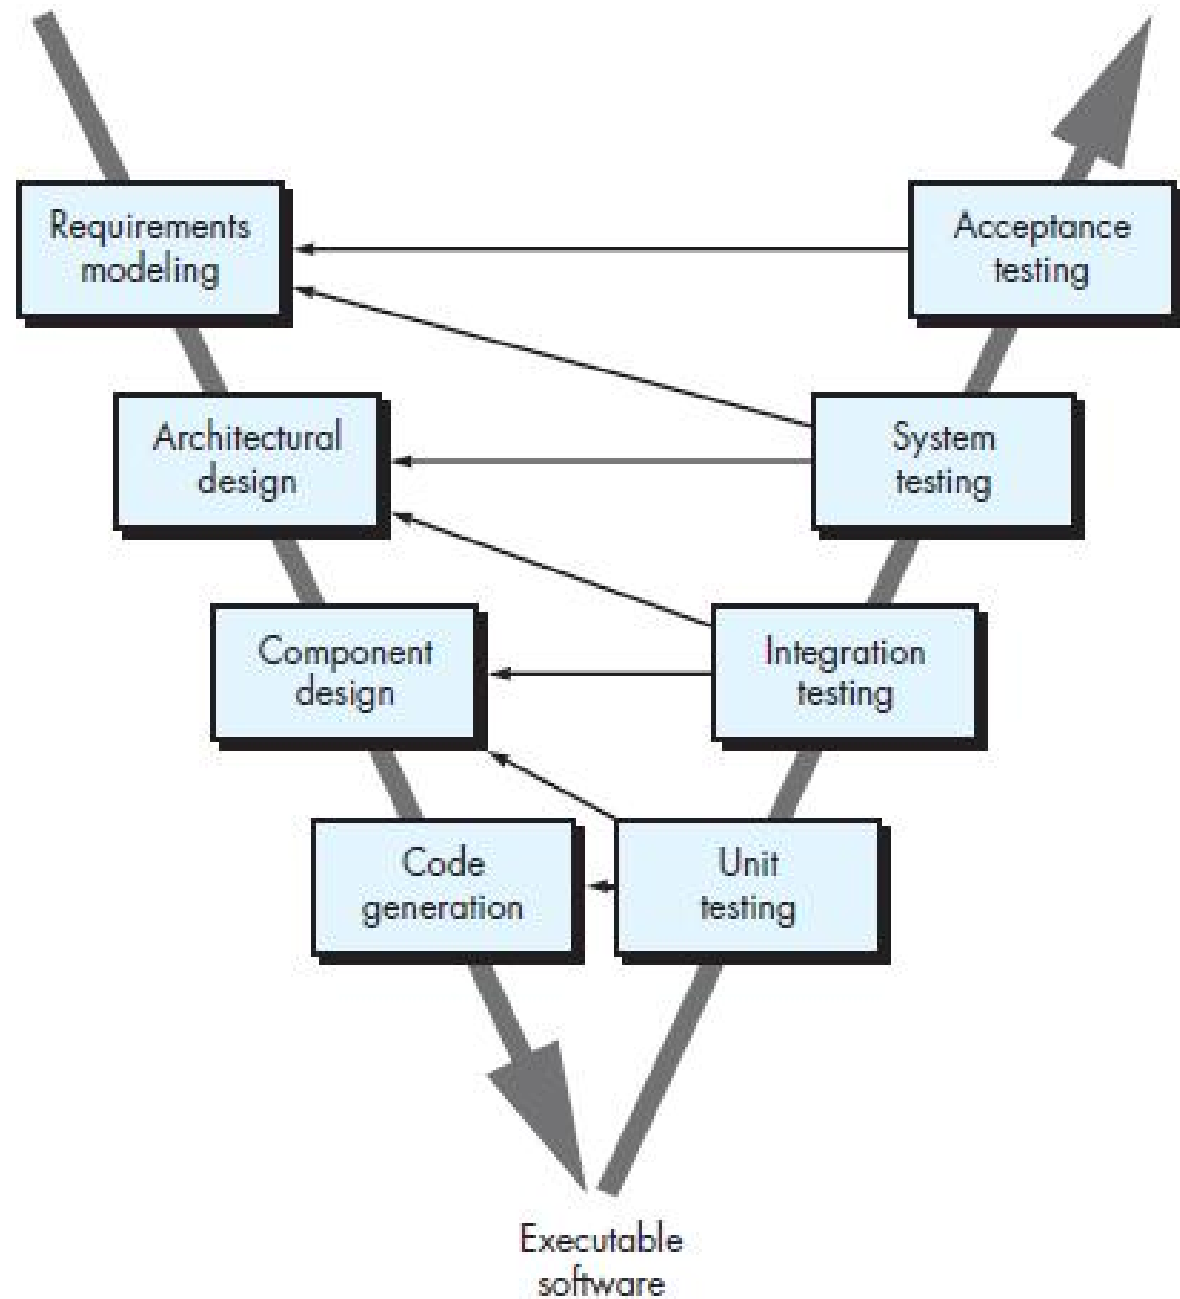 Requirements
modeling
Acceptance
testing
Architectural
design
System
testing
Component
design
Integration
testing
Code
generation
Unit
testing
Executable
software